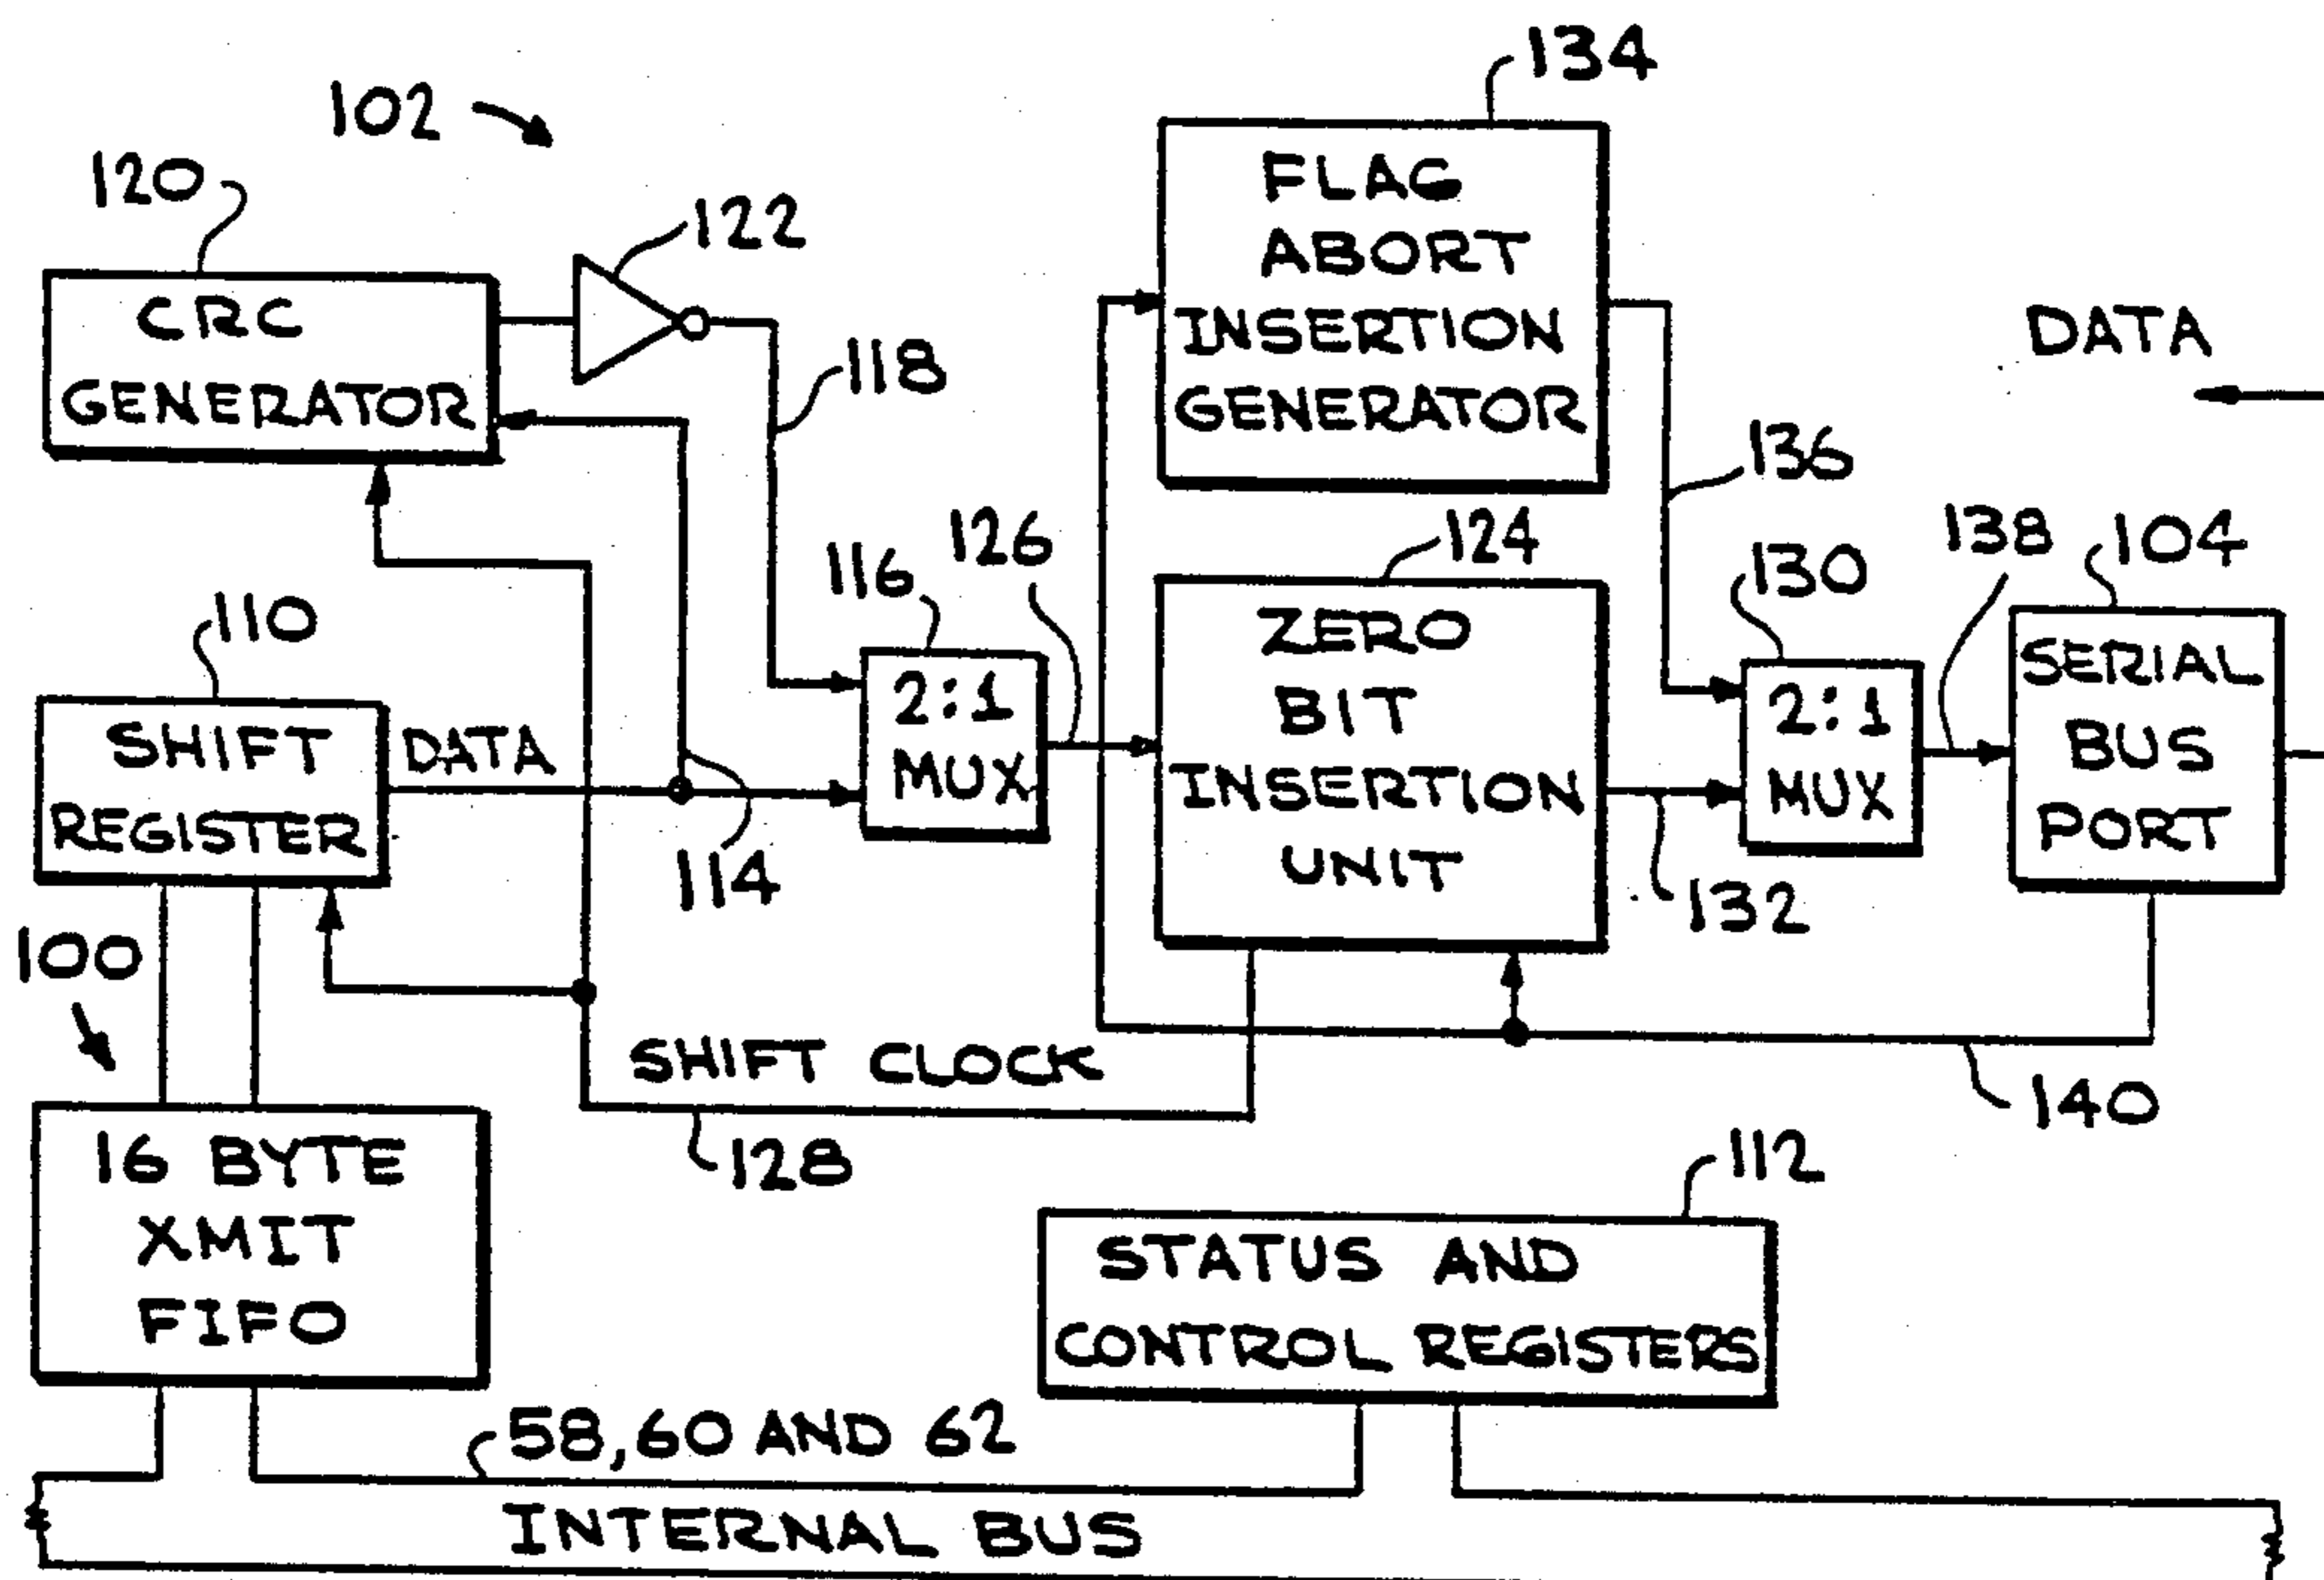 134
102
120
FLAG
ABORT
INSERTION
GENERATOR
122
CRC
GENERATOR
118
DATA
136
126
124
138
104
116
130
110
ZERO
BIT
INSERTION
UNIT
2:1
MUX
2:1
MUX
SERIAL
BUS
PORT
SHIFT
REGISTER
DATA
114
132
100
SHIFT CLOCK
140
128
112
16 BYTE
XMIT
FIFO
STATUS AND
CONTROL REGISTERS
58,60 AND 62
INTERNAL BUS